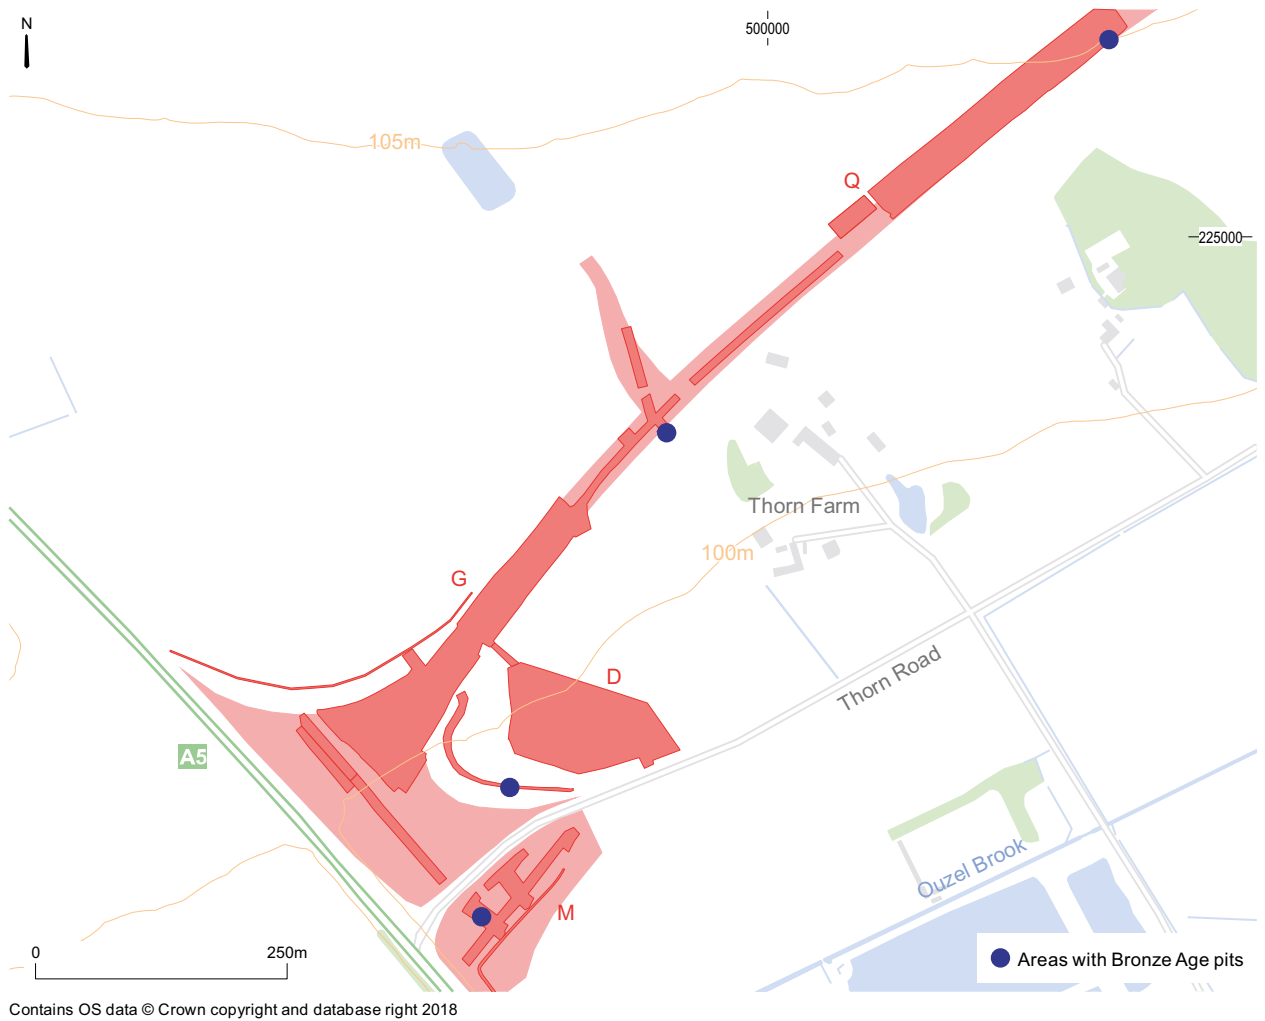 N
500000
105m
Q
225000
Thorn Farm
100m
G
D
Thorn Road
A5
Ouzel Brook
M
0 250m
Areas with Bronze Age pits
Contains OS data © Crown copyright and database right 2018